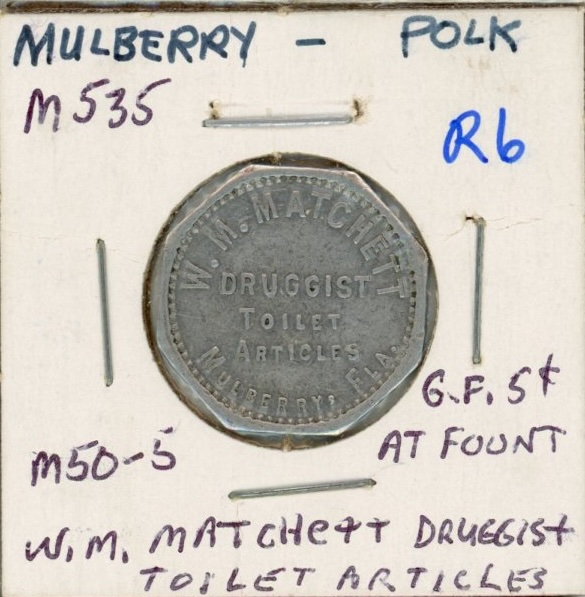 MULBERRY - POLK
M535
R6
W. M. MATCHETT
DRUGGIST
TOILET
ARTICLES
MULBERRY, FLA.
G.F. 5¢
AT FOUNT
M50-5
W.M. MATCHETT DRUGGIST
TOILET ARTICLES